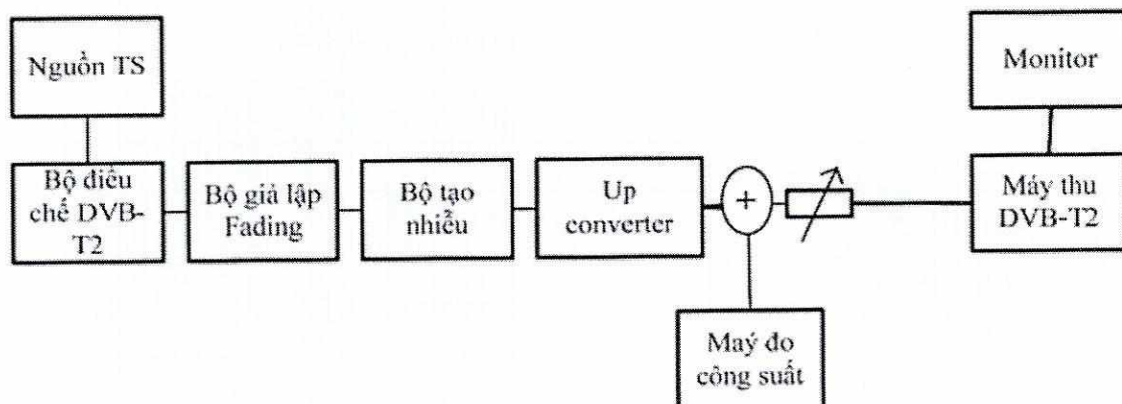 Nguồn TS
Monitor
Bộ điều
chế DVB-
T2
Bộ giả lập
Fading
Bộ tạo
nhiễu
Up
converter
+
Máy thu
DVB-T2
Maý đo
công suất